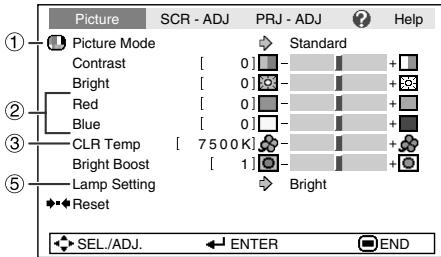 Picture SCR - ADJ PRJ - ADJ ? Help
① Picture Mode Standard
Contrast [ 0 ] − +
Bright [ 0 ] − +
② Red [ 0 ] − +
Blue [ 0 ] − +
③ CLR Temp [ 7500K ] − +
Bright Boost [ 1 ] − +
⑤ Lamp Setting Bright
Reset
SEL./ADJ. ENTER END